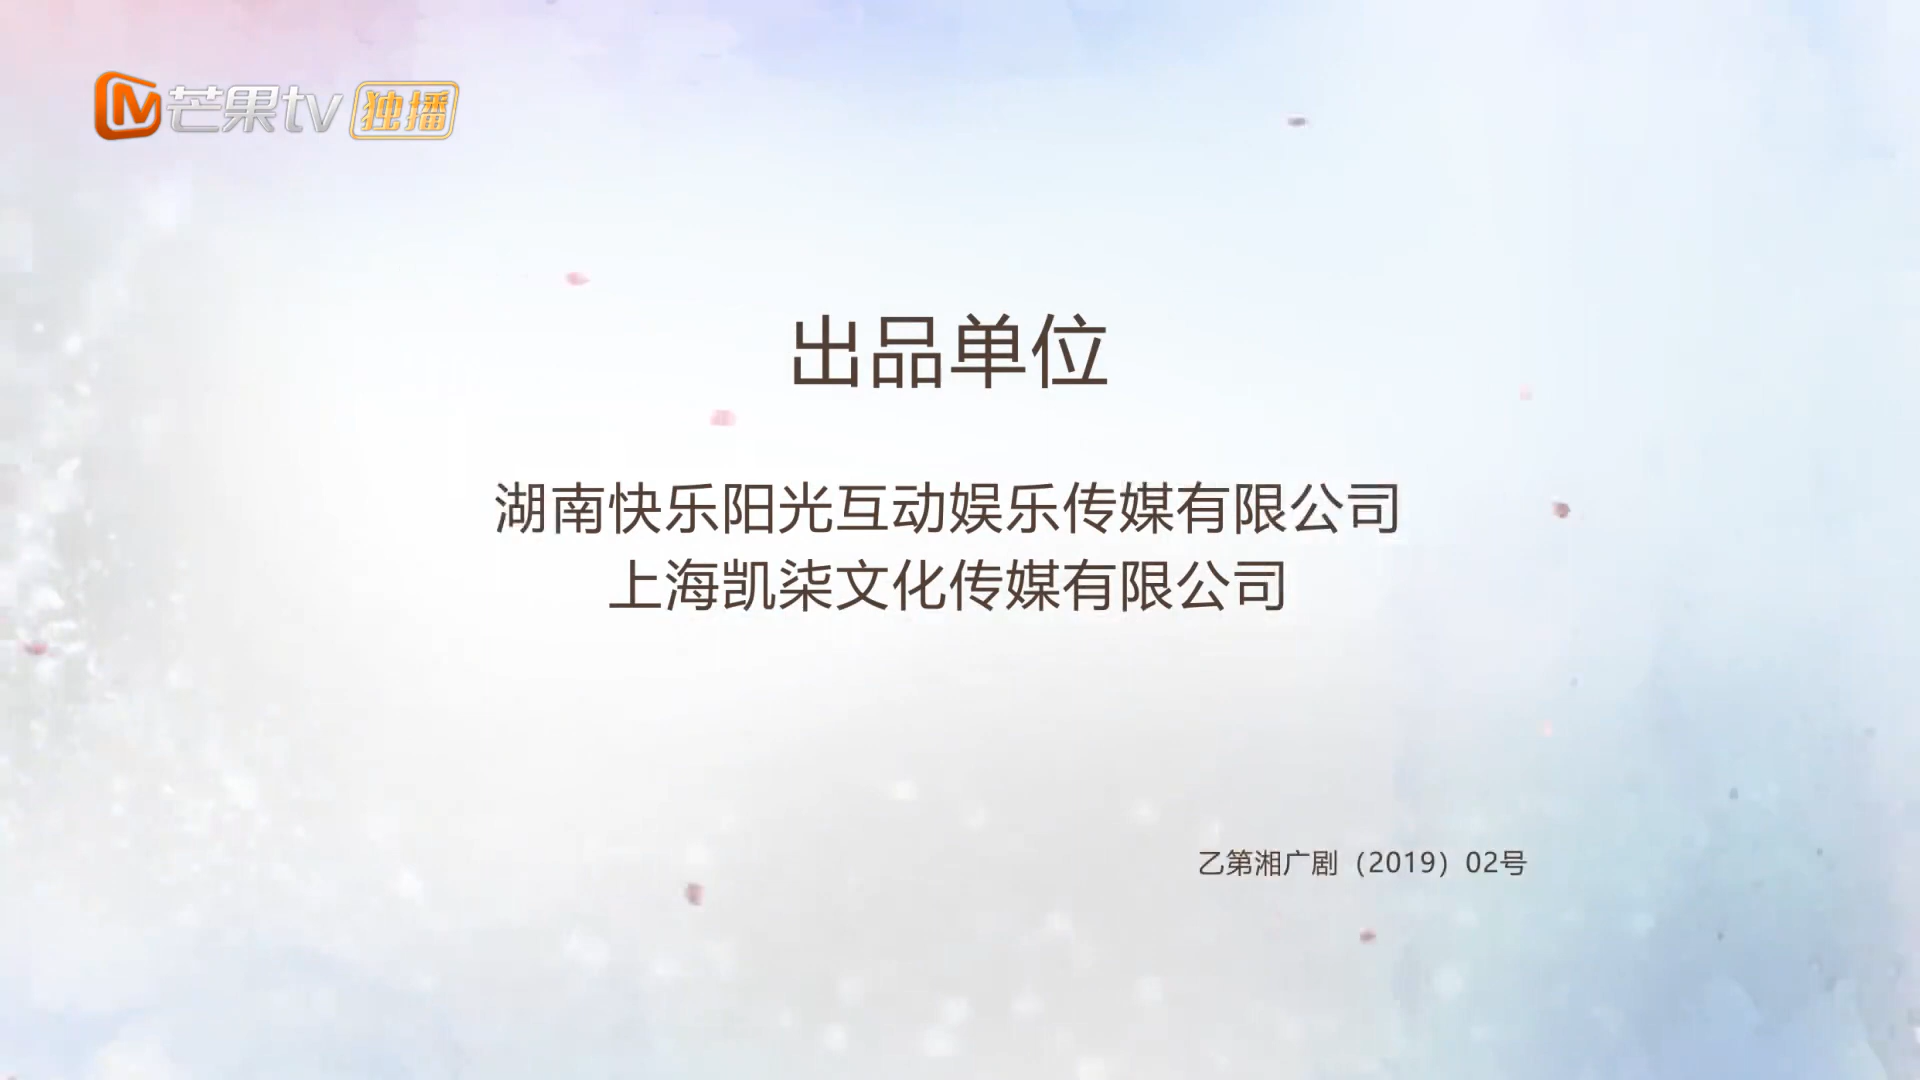 芒果tv 独播
出品单位
湖南快乐阳光互动娱乐传媒有限公司
上海凯柒文化传媒有限公司
乙第湘广剧（2019）02号